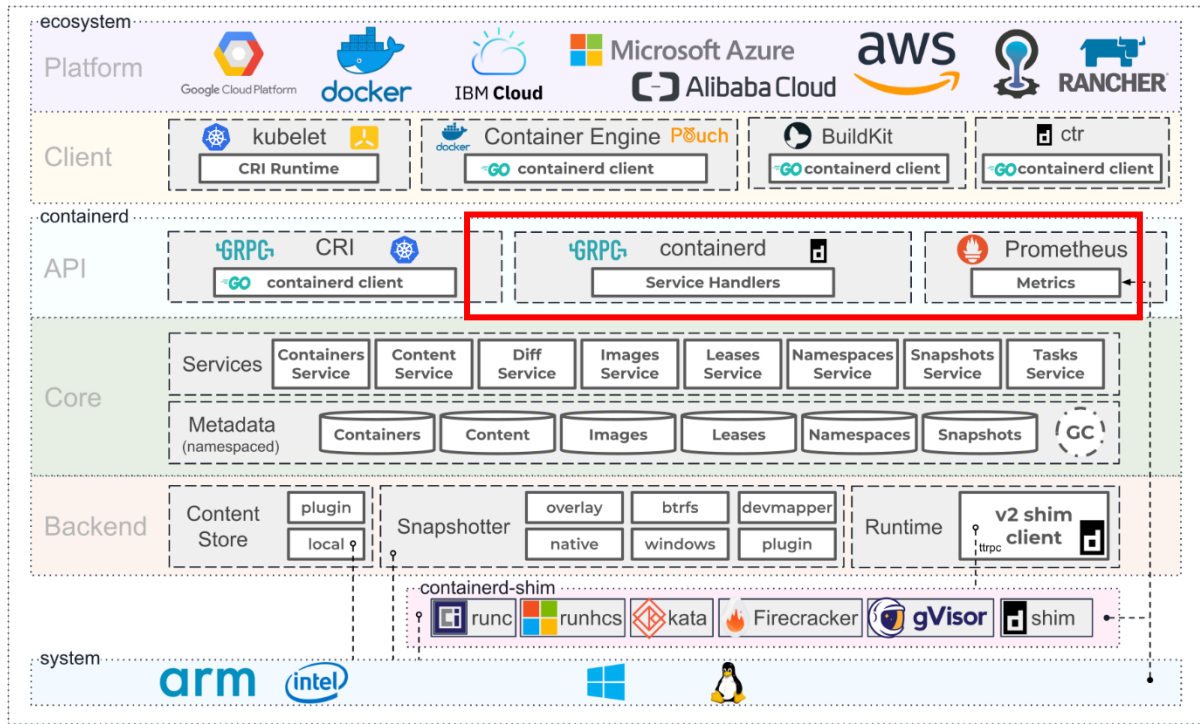 ecosystem
Platform
Google Cloud Platform
docker
IBM Cloud
Microsoft Azure
Alibaba Cloud
aws
RANCHER
Client
kubelet
CRI Runtime
docker
Container Engine
Pouch
GO containerd client
BuildKit
GO containerd client
d ctr
GO containerd client
containerd
API
GRPC CRI
GO containerd client
GRPC containerd d
Service Handlers
Prometheus
Metrics
Core
Services
Containers
Service
Content
Service
Diff
Service
Images
Service
Leases
Service
Namespaces
Service
Snapshots
Service
Tasks
Service
Metadata
(namespaced)
Containers
Content
Images
Leases
Namespaces
Snapshots
GC
Backend
Content
Store
plugin
local
Snapshotter
overlay
btrfs
devmapper
native
windows
plugin
Runtime
v2 shim
client
ttrpc
d
containerd-shim
runc
runhcs
kata
Firecracker
gVisor
d shim
system
arm
intel